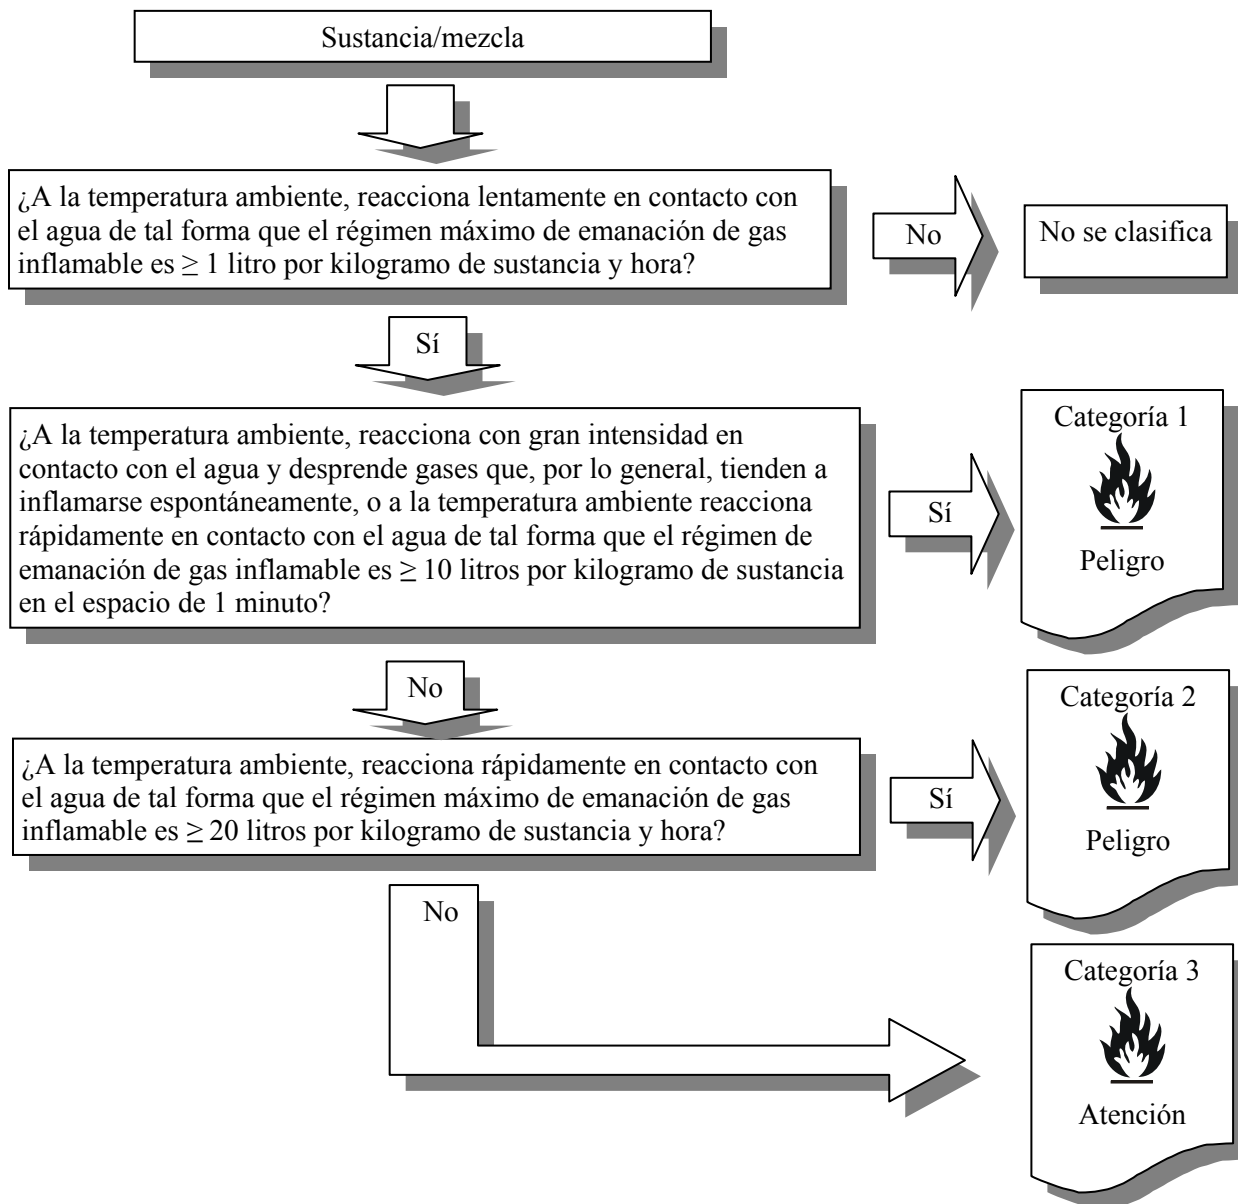 Sustancia/mezcla
¿A la temperatura ambiente, reacciona lentamente en contacto con
el agua de tal forma que el régimen máximo de emanación de gas
inflamable es ≥ 1 litro por kilogramo de sustancia y hora?
No
No se clasifica
Sí
¿A la temperatura ambiente, reacciona con gran intensidad en
contacto con el agua y desprende gases que, por lo general, tienden a
inflamarse espontáneamente, o a la temperatura ambiente reacciona
rápidamente en contacto con el agua de tal forma que el régimen de
emanación de gas inflamable es ≥ 10 litros por kilogramo de sustancia
en el espacio de 1 minuto?
Sí
Categoría 1
Peligro
No
¿A la temperatura ambiente, reacciona rápidamente en contacto con
el agua de tal forma que el régimen máximo de emanación de gas
inflamable es ≥ 20 litros por kilogramo de sustancia y hora?
Sí
Categoría 2
Peligro
No
Categoría 3
Atención